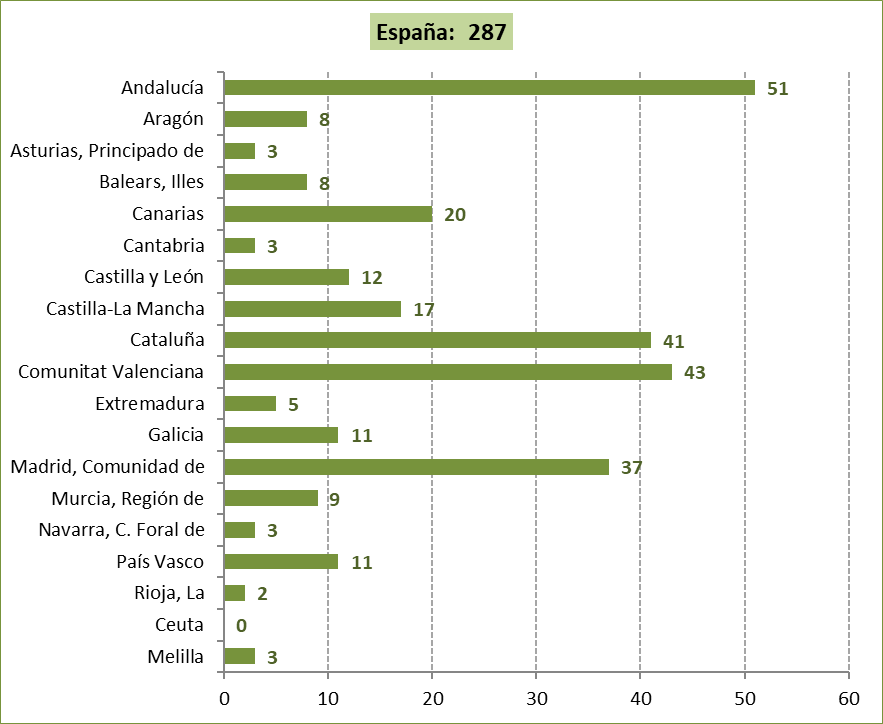 España: 287
Andalucía 51
Aragón 8
Asturias, Principado de 3
Balears, Illes 8
Canarias 20
Cantabria 3
Castilla y León 12
Castilla-La Mancha 17
Cataluña 41
Comunitat Valenciana 43
Extremadura 5
Galicia 11
Madrid, Comunidad de 37
Murcia, Región de 9
Navarra, C. Foral de 3
País Vasco 11
Rioja, La 2
Ceuta 0
Melilla 3
0 10 20 30 40 50 60